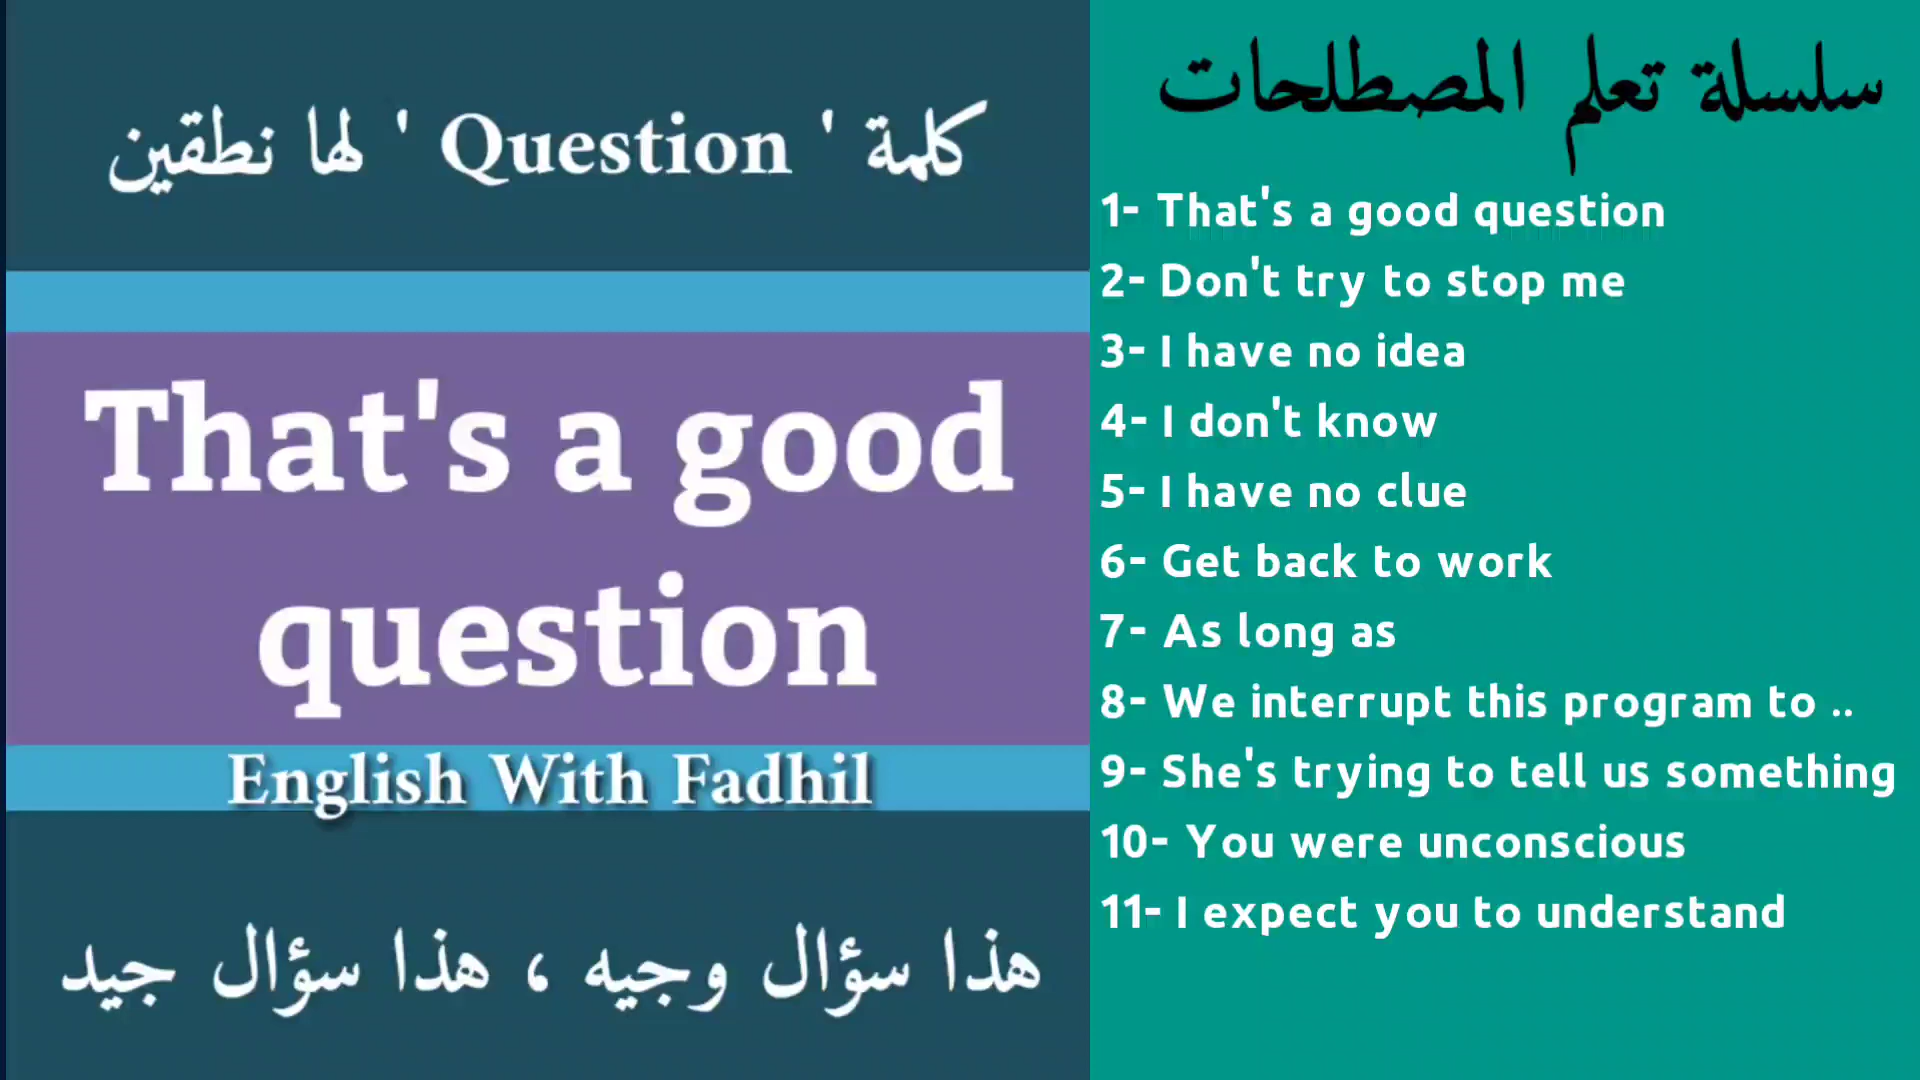 كلمة ' Question ' لها نطقين
That's a good
question
English With Fadhil
هذا سؤال وجيه ، هذا سؤال جيد
سلسلة تعلم المصطلحات
1- That's a good question
2- Don't try to stop me
3- I have no idea
4- I don't know
5- I have no clue
6- Get back to work
7- As long as
8- We interrupt this program to ..
9- She's trying to tell us something
10- You were unconscious
11- I expect you to understand